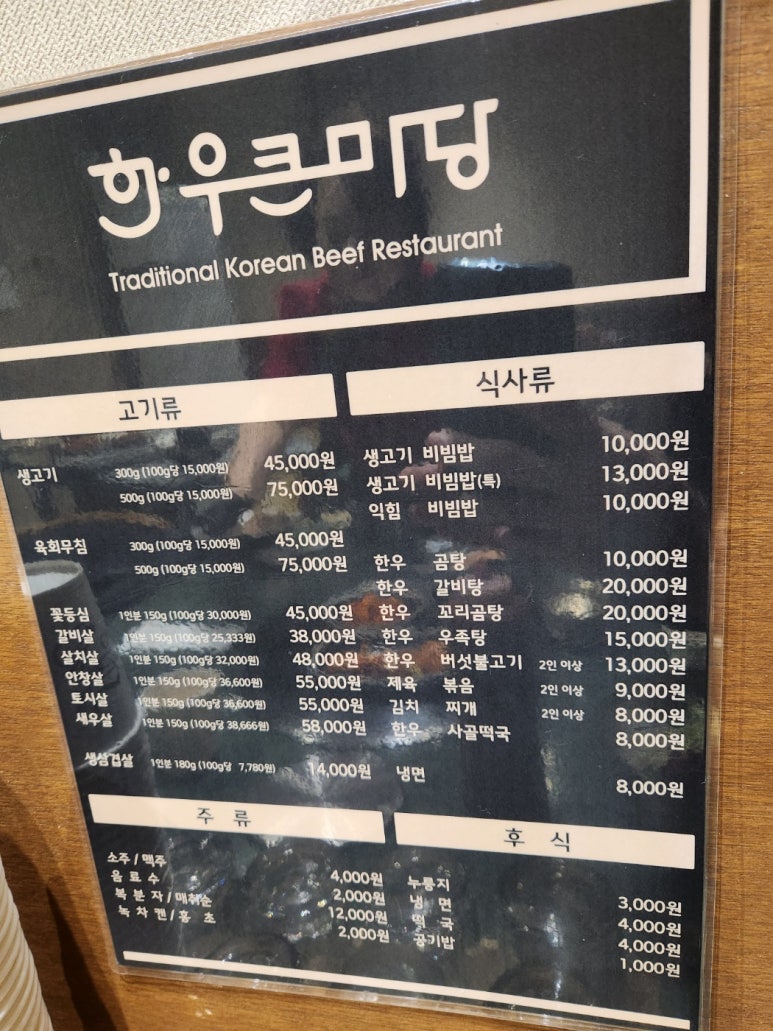 한우큰마당
Traditional Korean Beef Restaurant
고기류
생고기 300g (100g당 15,000원) 45,000원
500g (100g당 15,000원) 75,000원
육회무침 300g (100g당 15,000원) 45,000원
500g (100g당 15,000원) 75,000원
꽃등심 1인분 150g (100g당 30,000원) 45,000원
갈비살 1인분 150g (100g당 25,333원) 38,000원
살치살 1인분 150g (100g당 32,000원) 48,000원
안창살 1인분 150g (100g당 36,600원) 55,000원
토시살 1인분 150g (100g당 36,600원) 55,000원
새우살 1인분 150g (100g당 38,666원) 58,000원
생삼겹살 1인분 180g (100g당 7,780원) 14,000원
식사류
생고기 비빔밥 10,000원
생고기 비빔밥(특) 13,000원
익힘 비빔밥 10,000원
한우 곰탕 10,000원
한우 갈비탕 20,000원
한우 꼬리곰탕 20,000원
한우 우족탕 15,000원
한우 버섯불고기 2인 이상 13,000원
제육 볶음 2인 이상 9,000원
김치 찌개 2인 이상 8,000원
한우 사골떡국 8,000원
냉면 8,000원
주 류
소주 / 맥주 4,000원
음 료 수 2,000원
복 분 자 / 매취순 12,000원
녹 차 캔 / 홍 초 2,000원
후 식
누룽지 3,000원
냉 면 4,000원
떡 국 4,000원
공기밥 1,000원